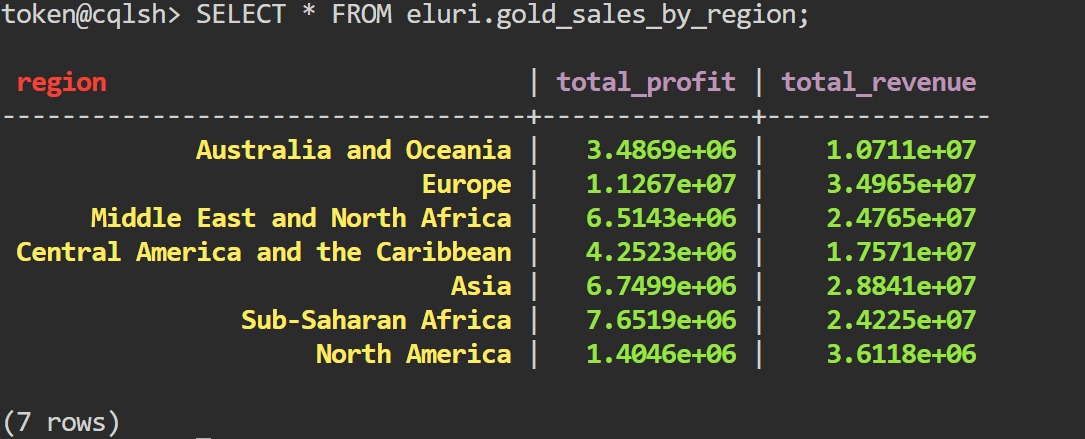 token@cqlsh> SELECT * FROM eluri.gold_sales_by_region;
region | total_profit | total_revenue
-----------------------------------+--------------+---------------
Australia and Oceania | 3.4869e+06 | 1.0711e+07
Europe | 1.1267e+07 | 3.4965e+07
Middle East and North Africa | 6.5143e+06 | 2.4765e+07
Central America and the Caribbean | 4.2523e+06 | 1.7571e+07
Asia | 6.7499e+06 | 2.8841e+07
Sub-Saharan Africa | 7.6519e+06 | 2.4225e+07
North America | 1.4046e+06 | 3.6118e+06
(7 rows)